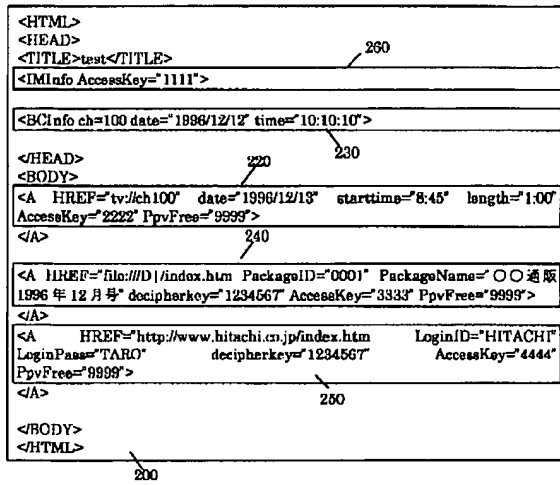 <HTML>
<HEAD>
<TITLE>test</TITLE>
260
<IMInfo AccessKey="1111">
<BCInfo ch=100 date="1996/12/12" time="10:10:10">
230
</HEAD>
220
<BODY>
<A HREF="tv://ch100" date="1996/12/13" starttime="8:45" length="1:00"
AccessKey="2222" PpvFree="9999">
</A>
240
<A HREF="file:///D|/index.htm PackageID="0001" PackageName="〇〇通販
1996年12月号" decipherkey="1234567" AccessKey="3333" PpvFree="9999">
</A>
<A HREF="http://www.hitachi.co.jp/index.htm LoginID="HITACHI"
LoginPass="TARO" decipherkey="1234567" AccessKey="4444"
PpvFree="9999">
250
</A>
</BODY>
</HTML>
200